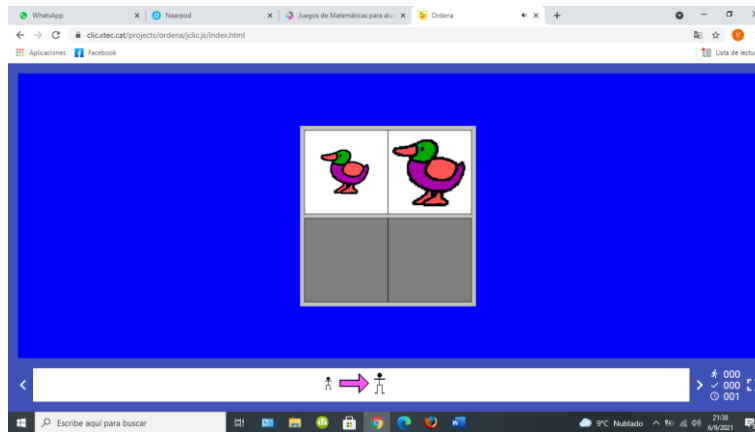 WhatsApp
Nearpod
Juegos de Matemáticas para alu
Ordena
clic.xtec.cat/projects/ordena/jclic.js/index.html
V
Aplicaciones
Facebook
Lista de lectu
000
000
001
Escribe aquí para buscar
9°C Nublado
21:38
6/9/2021